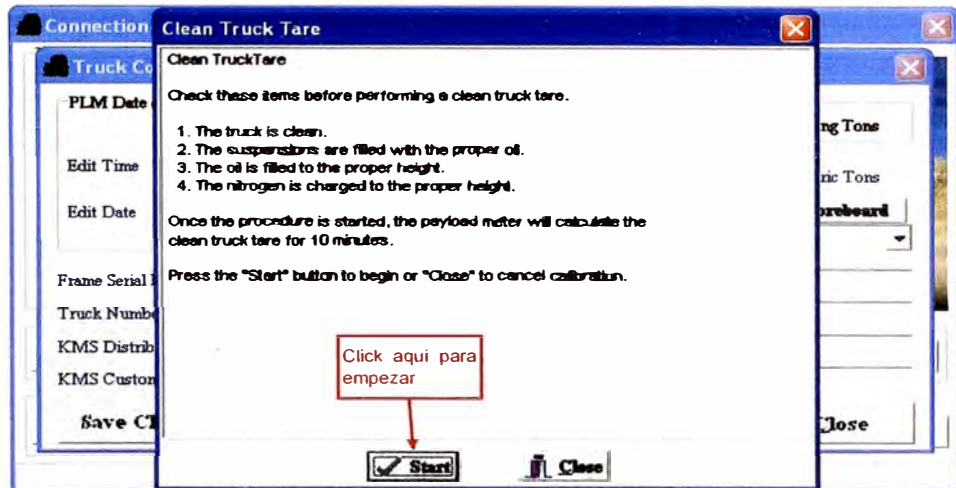 Connection
Clean Truck Tare
Truck Co
Clean TruckTare
PLM Date
Check these items before performing a clean truck tare.
ng Tons
1. The truck is clean.
2. The suspensions are filled with the proper oil.
Edit Time
3. The oil is filled to the proper height.
ric Tons
4. The nitrogen is charged to the proper height.
Edit Date
oreboard
Once the procedure is started, the payload meter will calculate the
clean truck tare for 10 minutes.
Frame Serial
Press the "Start" button to begin or "Close" to cancel calibration.
Truck Numbe
KMS Distrib
Click aqui para
empezar
KMS Custon
Save Cl
Close
Start
Close